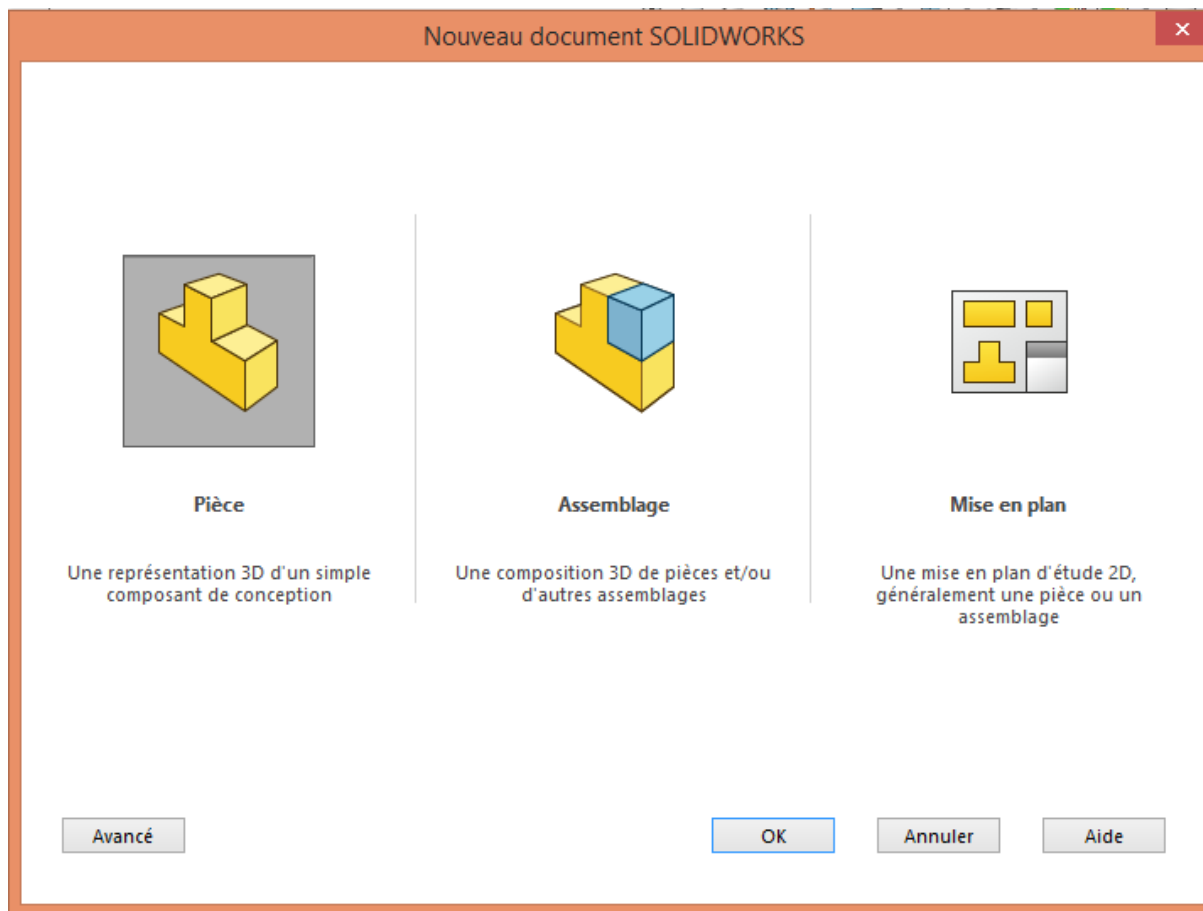 Nouveau document SOLIDWORKS
Pièce
Une représentation 3D d'un simple
composant de conception
Assemblage
Une composition 3D de pièces et/ou
d'autres assemblages
Mise en plan
Une mise en plan d'étude 2D,
généralement une pièce ou un
assemblage
Avancé
OK
Annuler
Aide